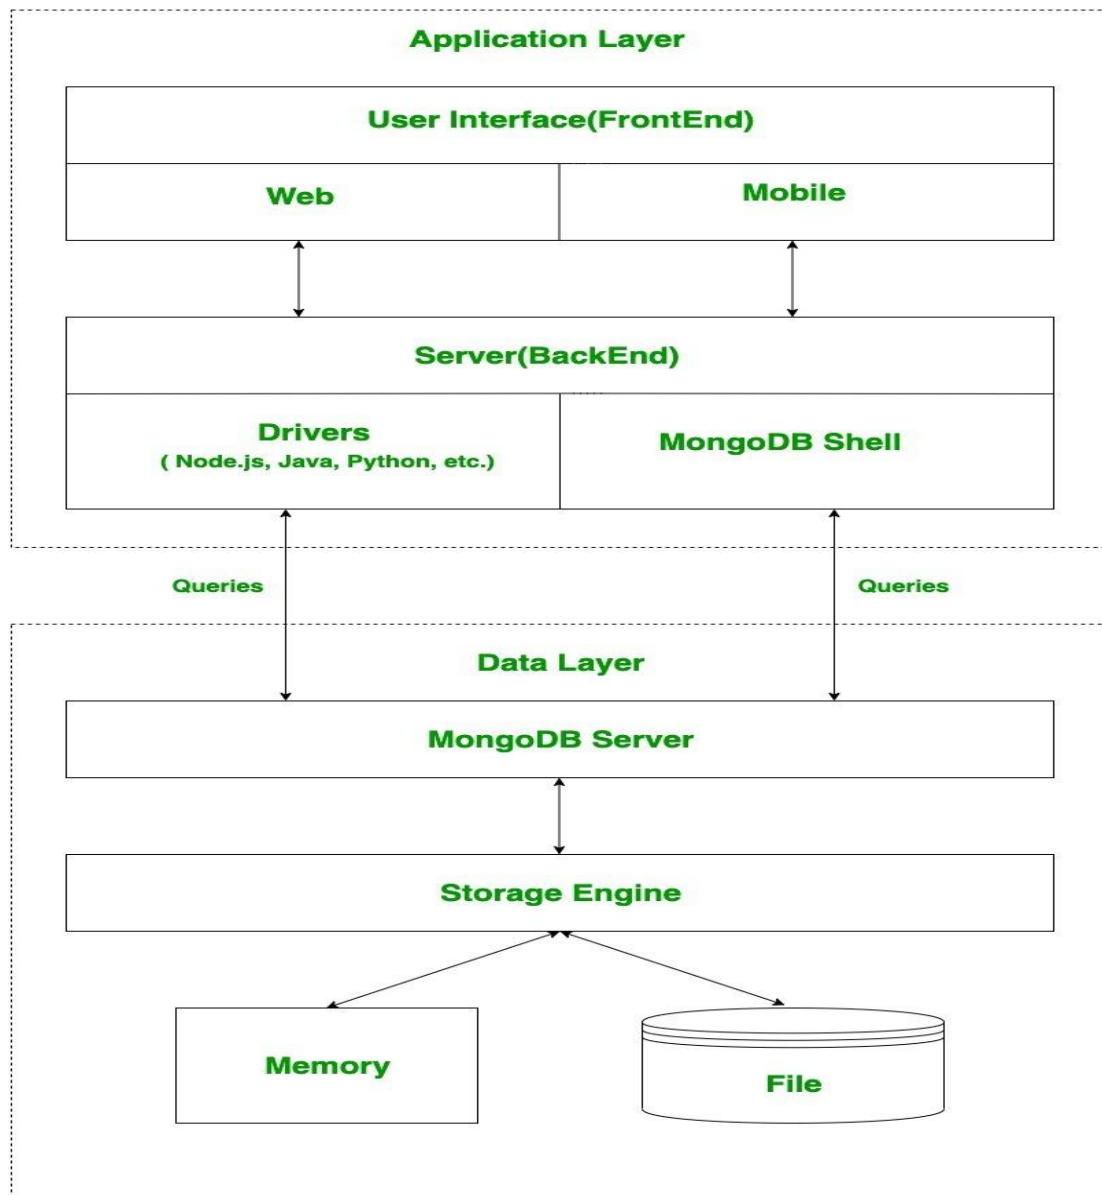 Application Layer
User Interface(FrontEnd)
Web
Mobile
Server(BackEnd)
Drivers
( Node.js, Java, Python, etc.)
MongoDB Shell
Queries
Queries
Data Layer
MongoDB Server
Storage Engine
Memory
File